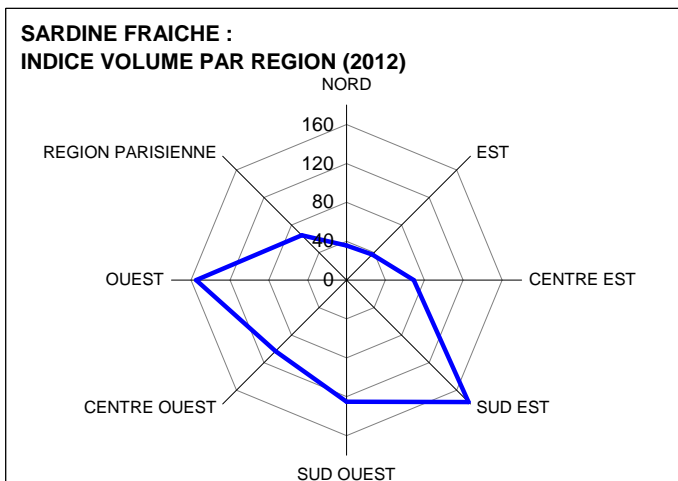 SARDINE FRAICHE :
INDICE VOLUME PAR REGION (2012)
NORD
160
REGION PARISIENNE
EST
120
80
40
OUEST
0
CENTRE EST
CENTRE OUEST
SUD EST
SUD OUEST